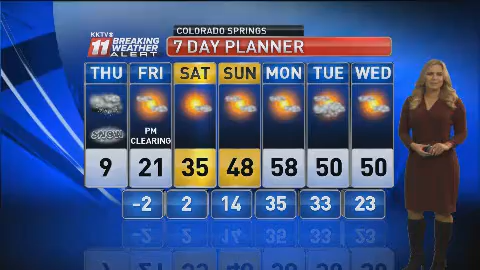 COLORADO SPRINGS
KKTV
11 BREAKING WEATHER ALERT
7 DAY PLANNER
THU FRI SAT SUN MON TUE WED
SNOW
PM CLEARING
9 21 35 48 58 50 50
-2 2 14 35 33 23